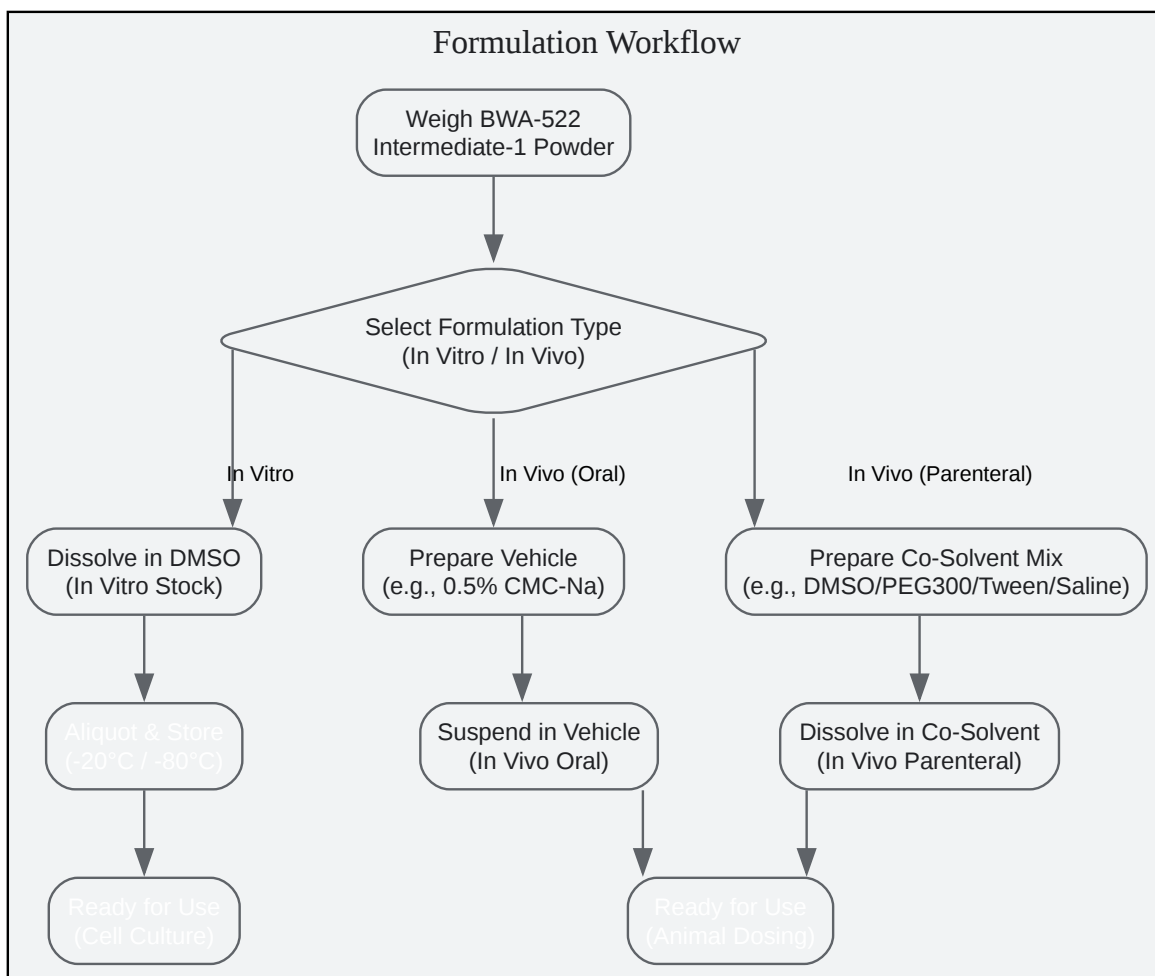 Formulation Workflow
Weigh BWA-522
Intermediate-1 Powder
Select Formulation Type
(In Vitro / In Vivo)
In Vitro
In Vivo (Oral)
In Vivo (Parenteral)
Dissolve in DMSO
(In Vitro Stock)
Prepare Vehicle
(e.g., 0.5% CMC-Na)
Prepare Co-Solvent Mix
(e.g., DMSO/PEG300/Tween/Saline)
Aliquot & Store
(-20°C / -80°C)
Suspend in Vehicle
(In Vivo Oral)
Dissolve in Co-Solvent
(In Vivo Parenteral)
Ready for Use
(Cell Culture)
Ready for Use
(Animal Dosing)